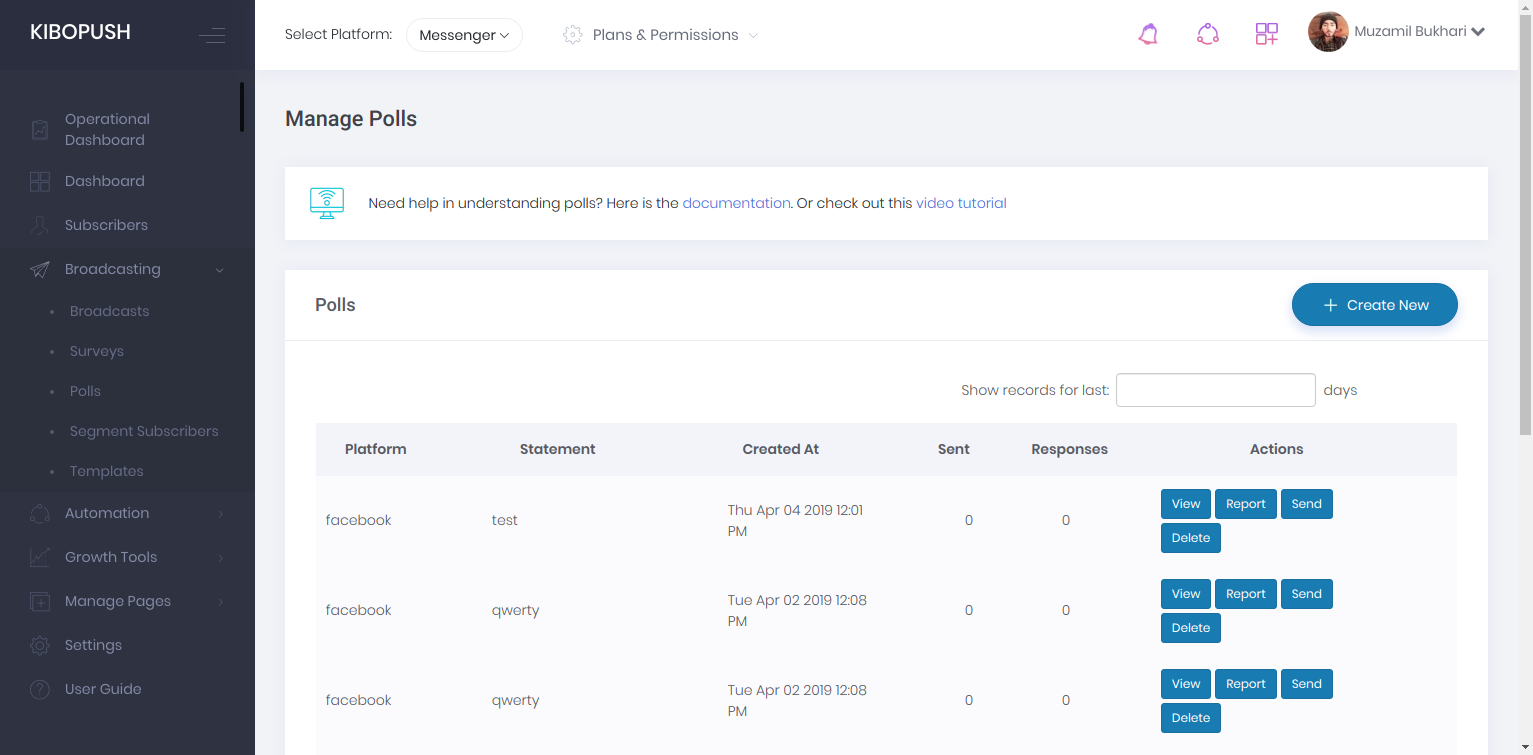 KIBOPUSH
Select Platform: Messenger
Plans & Permissions
Muzamil Bukhari
Operational
Dashboard
Dashboard
Subscribers
Broadcasting
Broadcasts
Surveys
Polls
Segment Subscribers
Templates
Automation
Growth Tools
Manage Pages
Settings
User Guide
Manage Polls
Need help in understanding polls? Here is the documentation. Or check out this video tutorial
Polls
Create New
Show records for last: days
Platform Statement Created At Sent Responses Actions
facebook test Thu Apr 04 2019 12:01 0 0 View Report Send
PM Delete
facebook qwerty Tue Apr 02 2019 12:08 0 0 View Report Send
PM Delete
facebook qwerty Tue Apr 02 2019 12:08 0 0 View Report Send
PM Delete